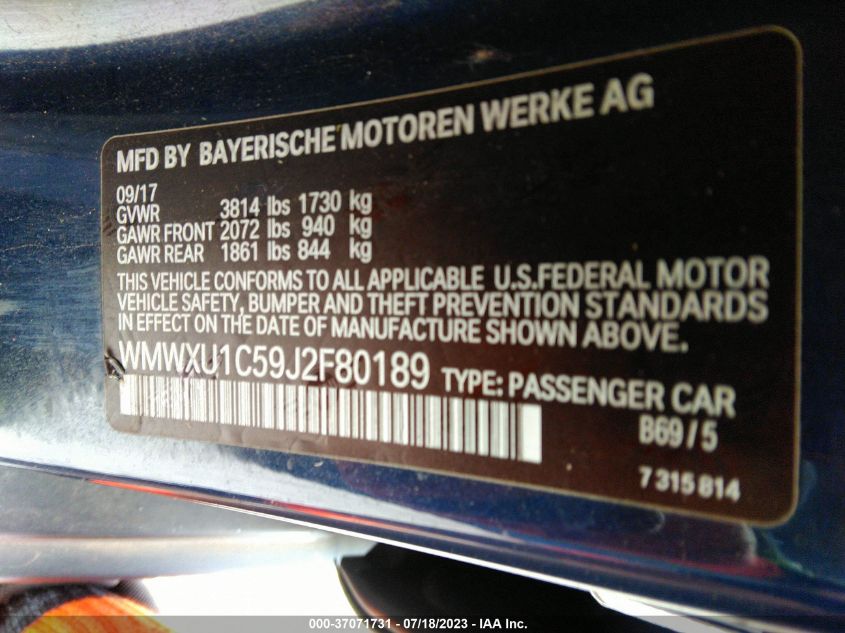 MFD BY BAYERISCHE MOTOREN WERKE AG
09/17
GVWR 3814 lbs 1730 kg
GAWR FRONT 2072 lbs 940 kg
GAWR REAR 1861 lbs 844 kg
THIS VEHICLE CONFORMS TO ALL APPLICABLE U.S.FEDERAL MOTOR
VEHICLE SAFETY, BUMPER AND THEFT PREVENTION STANDARDS
IN EFFECT ON THE DATE OF MANUFACTURE SHOWN ABOVE.
WMWXU1C59J2F80189 TYPE: PASSENGER CAR
B69/5
7 315 814
000-37071731 - 07/18/2023 - IAA Inc.